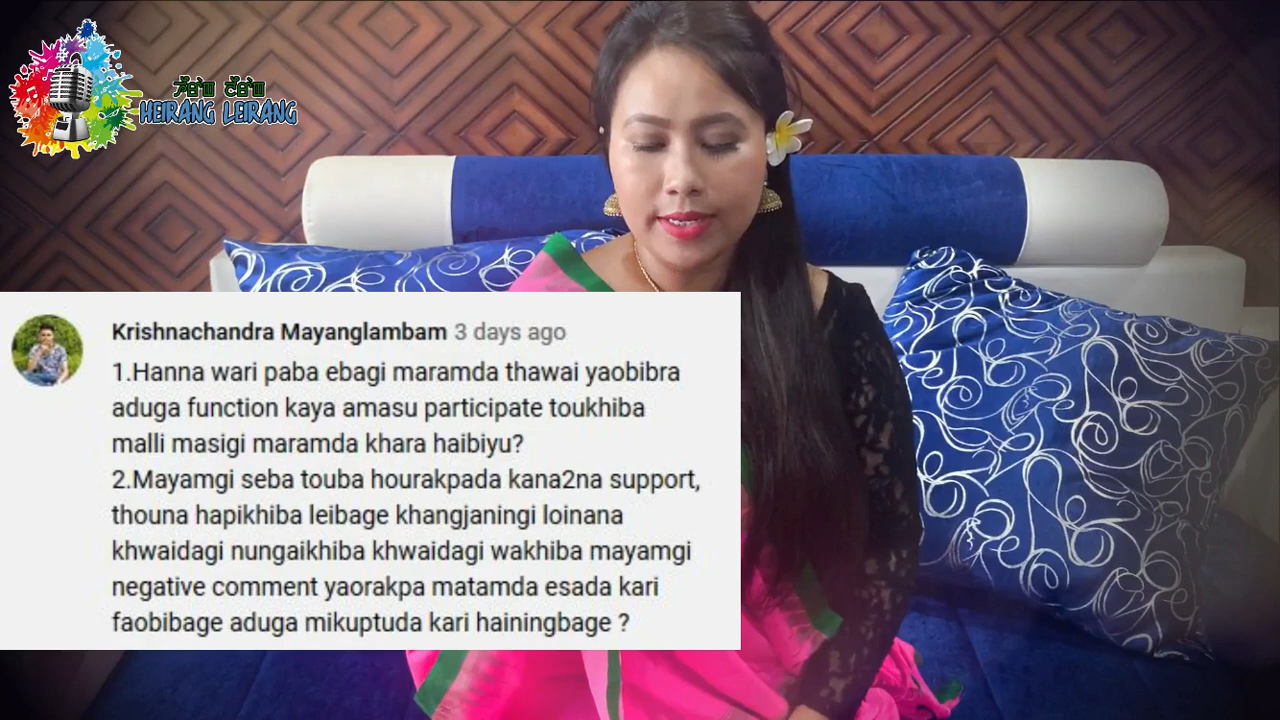 HEIRANG LEIRANG
Krishnachandra Mayanglambam 3 days ago
1.Hanna wari paba ebagi maramda thawai yaobibra
aduga function kaya amasu participate toukhiba
malli masigi maramda khara haibiyu?
2.Mayamgi seba touba hourakpada kana2na support,
thouna hapikhiba leibage khangjaningi loinana
khwaidagi nungaikhiba khwaidagi wakhiba mayamgi
negative comment yaorakpa matamda esada kari
faobibage aduga mikuptuda kari hainingbage ?